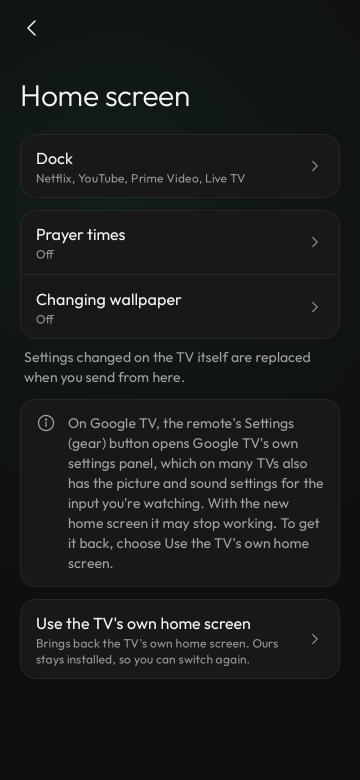 Home screen
Dock
Netflix, YouTube, Prime Video, Live TV
Prayer times
Off
Changing wallpaper
Off
Settings changed on the TV itself are replaced
when you send from here.
On Google TV, the remote's Settings
(gear) button opens Google TV's own
settings panel, which on many TVs also
has the picture and sound settings for the
input you're watching. With the new
home screen it may stop working. To get
it back, choose Use the TV's own home
screen.
Use the TV's own home screen
Brings back the TV's own home screen. Ours
stays installed, so you can switch again.